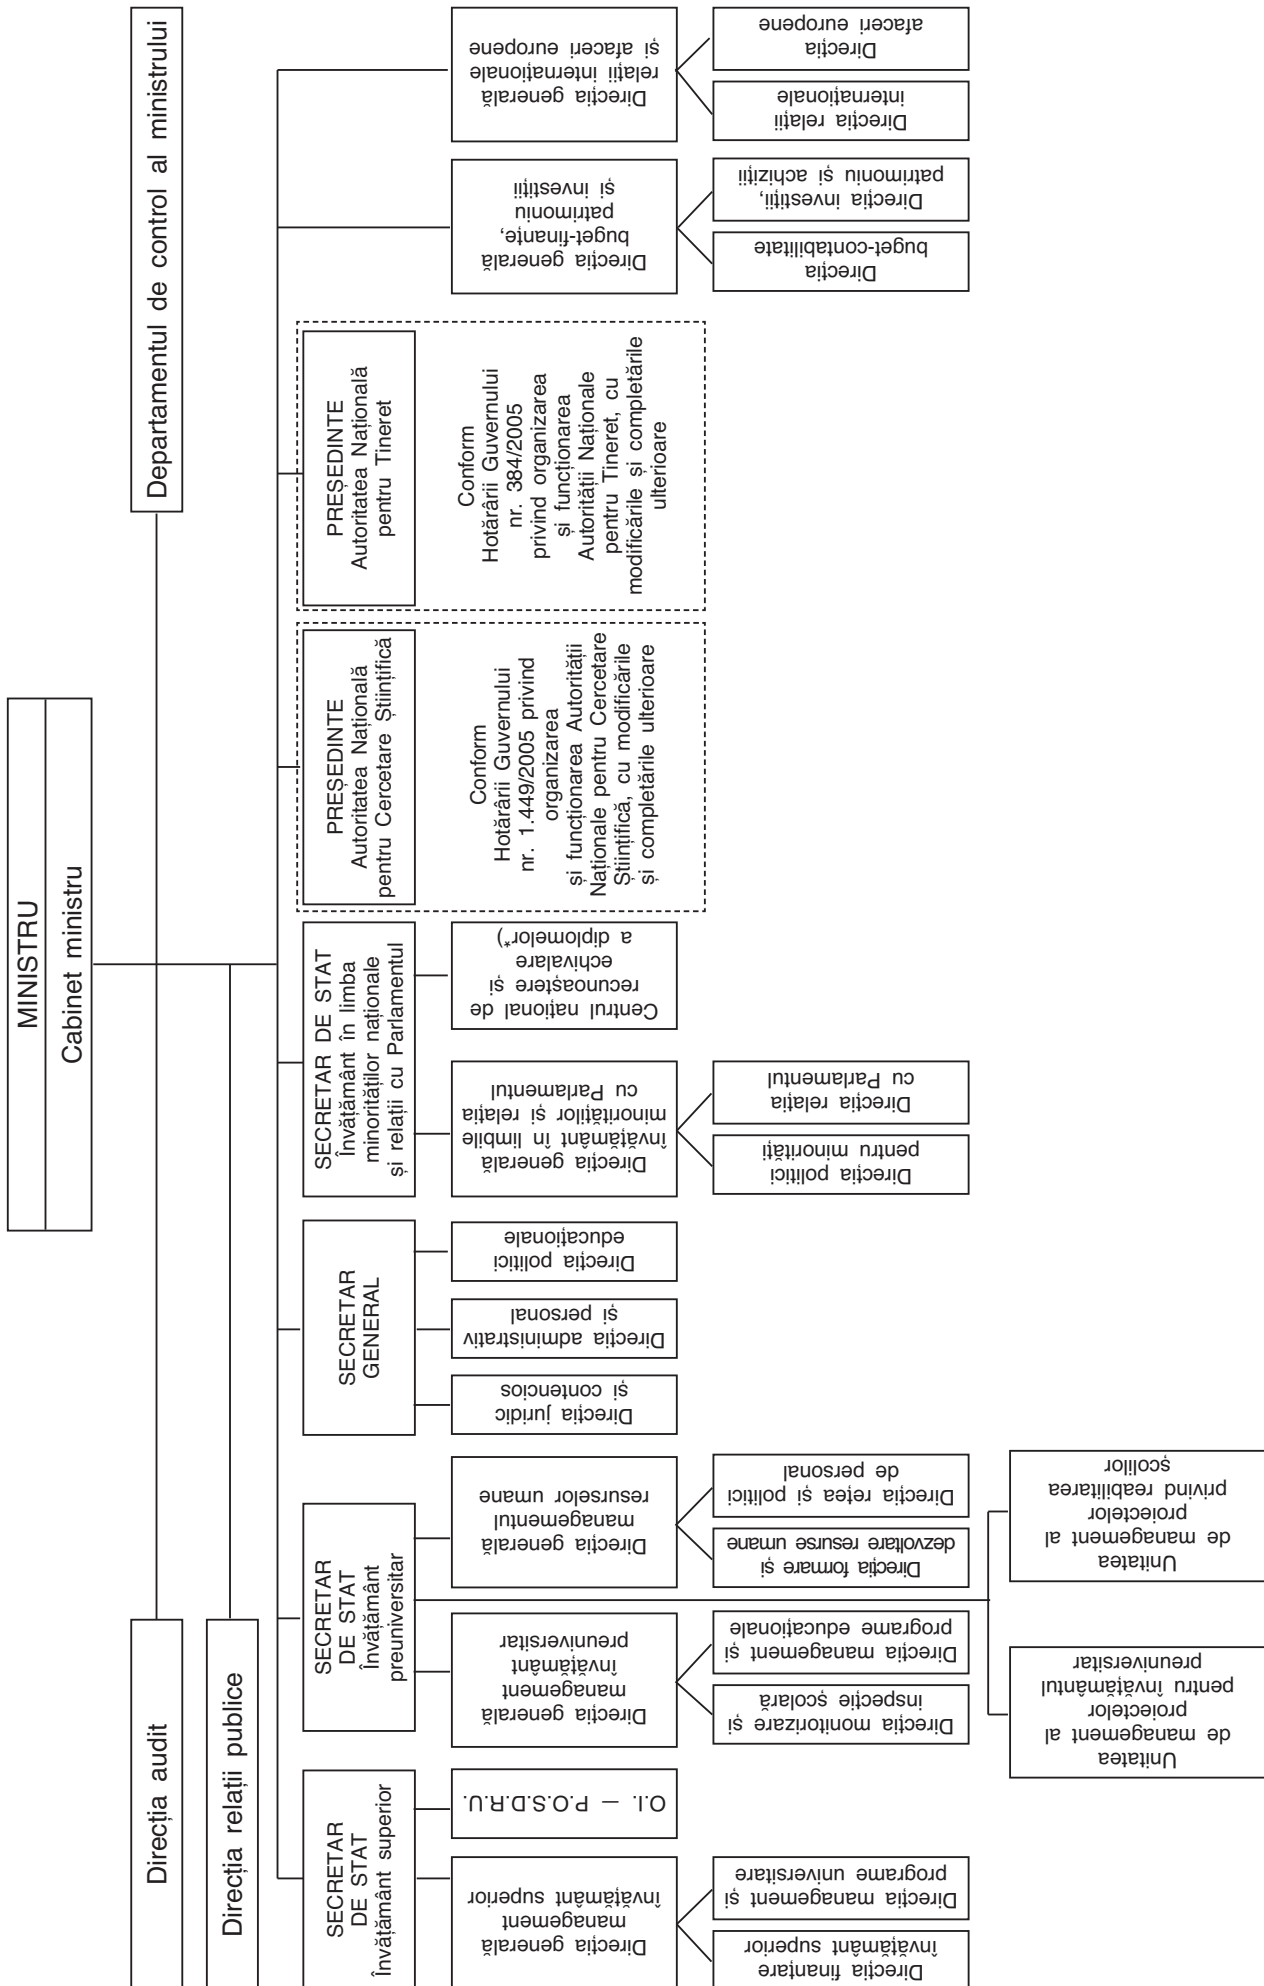 MINISTRU
Cabinet ministru
Direcția audit
Departamentul de control al ministrului
Direcția relații publice
SECRETAR
DE STAT
Învățământ superior
SECRETAR
DE STAT
Învățământ
preuniversitar
SECRETAR
GENERAL
SECRETAR DE STAT
Învățământ în limba
minorităților naționale
și relații cu Parlamentul
PREȘEDINTE
Autoritatea Națională
pentru Cercetare Științifică
PREȘEDINTE
Autoritatea Națională
pentru Tineret
Direcția generală
management
învățământ superior
O.I. — P.O.S.D.R.U.
Direcția generală
management
învățământ
preuniversitar
Direcția generală
managementul
resurselor umane
Direcția juridic
și contencios
Direcția administrativ
și personal
Direcția politici
educaționale
Direcția generală
învățământ în limbile
minorităților și relația
cu Parlamentul
Centrul național de
recunoaștere și
echivalare
a diplomelor*)
Conform
Hotărârii Guvernului
nr. 1.449/2005 privind
organizarea
și funcționarea Autorității
Naționale pentru Cercetare
Științifică, cu modificările
și completările ulterioare
Conform
Hotărârii Guvernului
nr. 384/2005
privind organizarea
și funcționarea
Autorității Naționale
pentru Tineret, cu
modificările și completările
ulterioare
Direcția generală
buget-finanțe,
patrimoniu
și investiții
Direcția generală
relații internaționale
și afaceri europene
Direcția finanțare
învățământ superior
Direcția management și
programe universitare
Direcția monitorizare și
inspecție școlară
Direcția management și
programe educaționale
Direcția formare și
dezvoltare resurse umane
Direcția rețea și politici
de personal
Direcția politici
pentru minorități
Direcția relația
cu Parlamentul
Direcția
buget-contabilitate
Direcția investiții,
patrimoniu și achiziții
Direcția relații
internaționale
Direcția
afaceri europene
Unitatea
de management al
proiectelor
pentru învățământul
preuniversitar
Unitatea
de management al
proiectelor
privind reabilitarea
școlilor